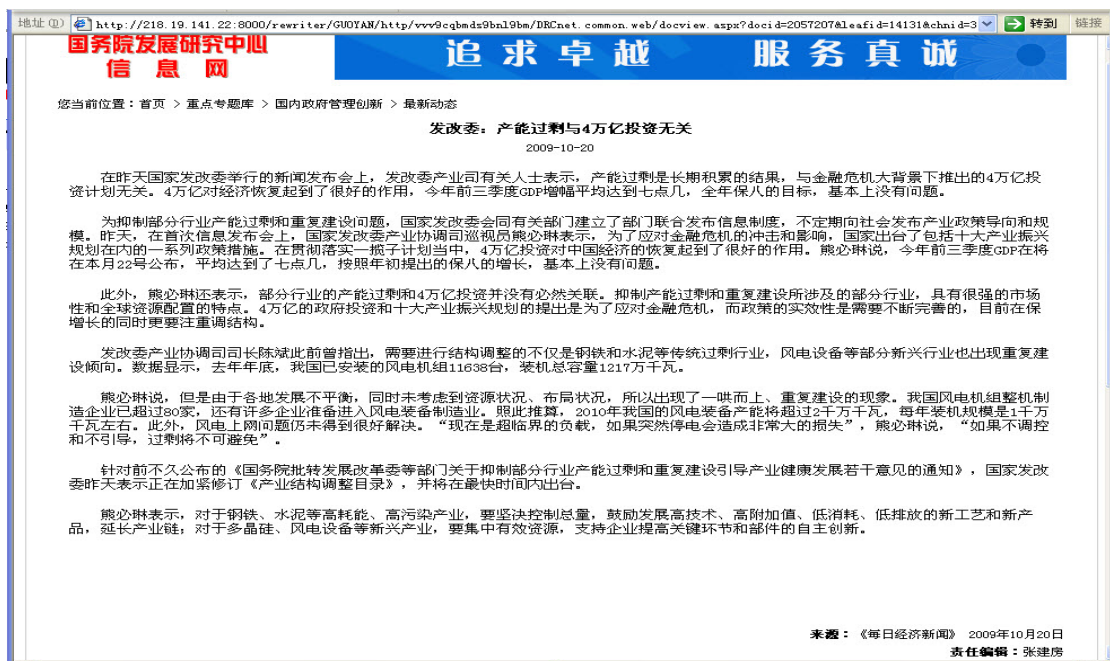 地址(D) http://218.19.141.22:8000/rewriter/GUOYAN/http/vvv9cqbmds9bnl9bm/DRCnet.common.web/docview.aspx?docid=2057207&leafid=14131&chnid=3 转到 链接
国务院发展研究中心
信息网
追求卓越 服务真诚
您当前位置：首页 > 重点专题库 > 国内政府管理创新 > 最新动态
发改委：产能过剩与4万亿投资无关
2009-10-20
在昨天国家发改委举行的新闻发布会上，发改委产业司有关人士表示，产能过剩是长期积累的结果，与金融危机大背景下推出的4万亿投
资计划无关。4万亿对经济恢复起到了很好的作用，今年前三季度GDP增幅平均达到七点几，全年保八的目标，基本上没有问题。
为抑制部分行业产能过剩和重复建设问题，国家发改委会同有关部门建立了部门联合发布信息制度，不定期向社会发布产业政策导向和规
模。昨天，在首次信息发布会上，国家发改委产业协调司巡视员熊必琳表示，为了应对金融危机的冲击和影响，国家出台了包括十大产业振兴
规划在内的一系列政策措施。在贯彻落实一揽子计划当中，4万亿投资对中国经济的恢复起到了很好的作用。熊必琳说，今年前三季度GDP在将
在本月22号公布，平均达到了七点几，按照年初提出的保八的增长，基本上没有问题。
此外，熊必琳还表示，部分行业的产能过剩和4万亿投资并没有必然关联。抑制产能过剩和重复建设所涉及的部分行业，具有很强的市场
性和全球资源配置的特点。4万亿的政府投资和十大产业振兴规划的提出是为了应对金融危机，而政策的实效性是需要不断完善的，目前在保
增长的同时更要注重调结构。
发改委产业协调司司长陈斌此前曾指出，需要进行结构调整的不仅是钢铁和水泥等传统过剩行业，风电设备等部分新兴行业也出现重复建
设倾向。数据显示，去年年底，我国已安装的风电机组11638台，装机总容量1217万千瓦。
熊必琳说，但是由于各地发展不平衡，同时未考虑到资源状况、布局状况，所以出现了一哄而上、重复建设的现象。我国风电机组整机制
造企业已超过80家，还有许多企业准备进入风电装备制造业。照此推算，2010年我国的风电装备产能将超过2千万千瓦，每年装机规模是1千万
千瓦左右。此外，风电上网问题仍未得到很好解决。“现在是超临界的负载，如果突然停电会造成非常大的损失”，熊必琳说，“如果不调控
和不引导，过剩将不可避免”。
针对前不久公布的《国务院批转发展改革委等部门关于抑制部分行业产能过剩和重复建设引导产业健康发展若干意见的通知》，国家发改
委昨天表示正在加紧修订《产业结构调整目录》，并将在最快时间内出台。
熊必琳表示，对于钢铁、水泥等高耗能、高污染产业，要坚决控制总量，鼓励发展高技术、高附加值、低消耗、低排放的新工艺和新产
品，延长产业链；对于多晶硅、风电设备等新兴产业，要集中有效资源，支持企业提高关键环节和部件的自主创新。
来源：《每日经济新闻》 2009年10月20日
责任编辑：张建房